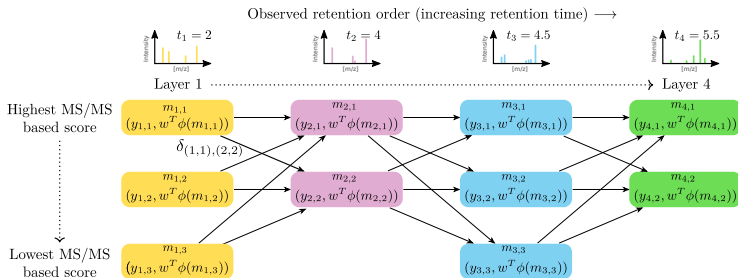 Observed retention order (increasing retention time) ⟶
t₁ = 2
t₂ = 4
t₃ = 4.5
t₄ = 5.5
Intensity
Intensity
Intensity
Intensity
[m/z]
[m/z]
[m/z]
[m/z]
Layer 1
Layer 4
Highest MS/MS
based score
m₁,₁
(y₁,₁, wᵀϕ(m₁,₁))
m₂,₁
(y₂,₁, wᵀϕ(m₂,₁))
m₃,₁
(y₃,₁, wᵀϕ(m₃,₁))
m₄,₁
(y₄,₁, wᵀϕ(m₄,₁))
δ₍₁,₁₎,₍₂,₂₎
m₁,₂
(y₁,₂, wᵀϕ(m₁,₂))
m₂,₂
(y₂,₂, wᵀϕ(m₂,₂))
m₃,₂
(y₃,₂, wᵀϕ(m₃,₂))
m₄,₂
(y₄,₂, wᵀϕ(m₄,₂))
Lowest MS/MS
based score
m₁,₃
(y₁,₃, wᵀϕ(m₁,₃))
m₃,₃
(y₃,₃, wᵀϕ(m₃,₃))